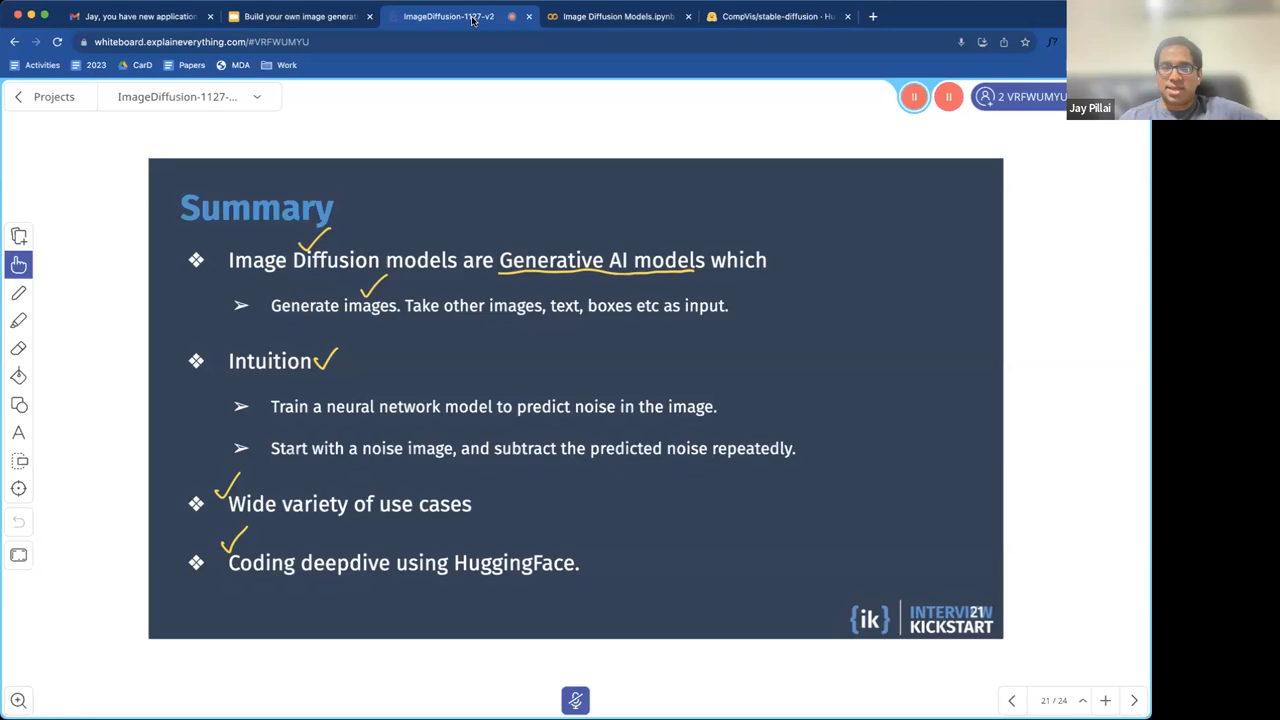 Jay, you have new application
Build your own image generat
ImageDiffusion-1127-v2
Image Diffusion Models.ipynb
CompVis/stable-diffusion · Hu
whiteboard.explaineverything.com/#VRFWUMYU
Activities
2023
CarD
Papers
MDA
Work
Projects
ImageDiffusion-1127-...
2 VRFWUMYU
Jay Pillai
Summary
❖ Image Diffusion models are Generative AI models which
➢ Generate images. Take other images, text, boxes etc as input.
❖ Intuition
➢ Train a neural network model to predict noise in the image.
➢ Start with a noise image, and subtract the predicted noise repeatedly.
❖ Wide variety of use cases
❖ Coding deepdive using HuggingFace.
{ik}
INTERVIEW
21
KICKSTART
21 / 24